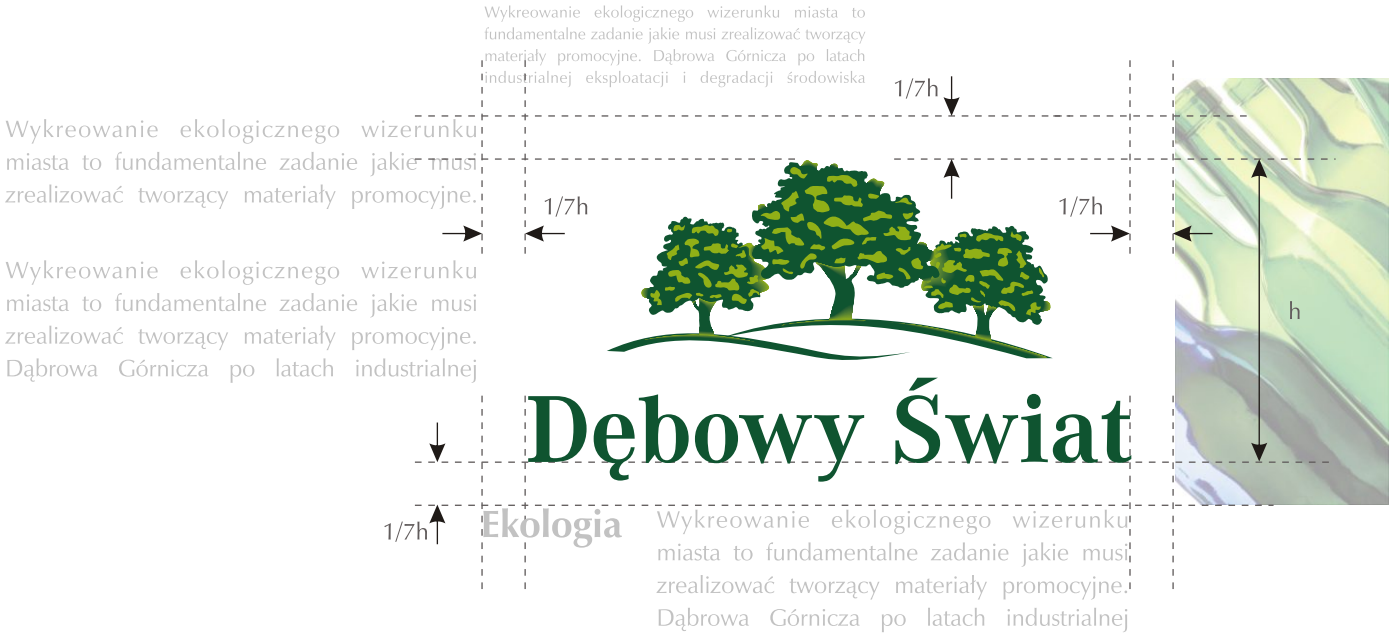 Wykreowanie ekologicznego wizerunku miasta to
fundamentalne zadanie jakie musi zrealizować tworzący
materiały promocyjne. Dąbrowa Górnicza po latach
industrialnej eksploatacji i degradacji środowiska
1/7h
Wykreowanie ekologicznego wizerunku
miasta to fundamentalne zadanie jakie musi
zrealizować tworzący materiały promocyjne.
1/7h
1/7h
Wykreowanie ekologicznego wizerunku
miasta to fundamentalne zadanie jakie musi
zrealizować tworzący materiały promocyjne.
Dąbrowa Górnicza po latach industrialnej
h
Dębowy Świat
1/7h
Ekologia
Wykreowanie ekologicznego wizerunku
miasta to fundamentalne zadanie jakie musi
zrealizować tworzący materiały promocyjne.
Dąbrowa Górnicza po latach industrialnej